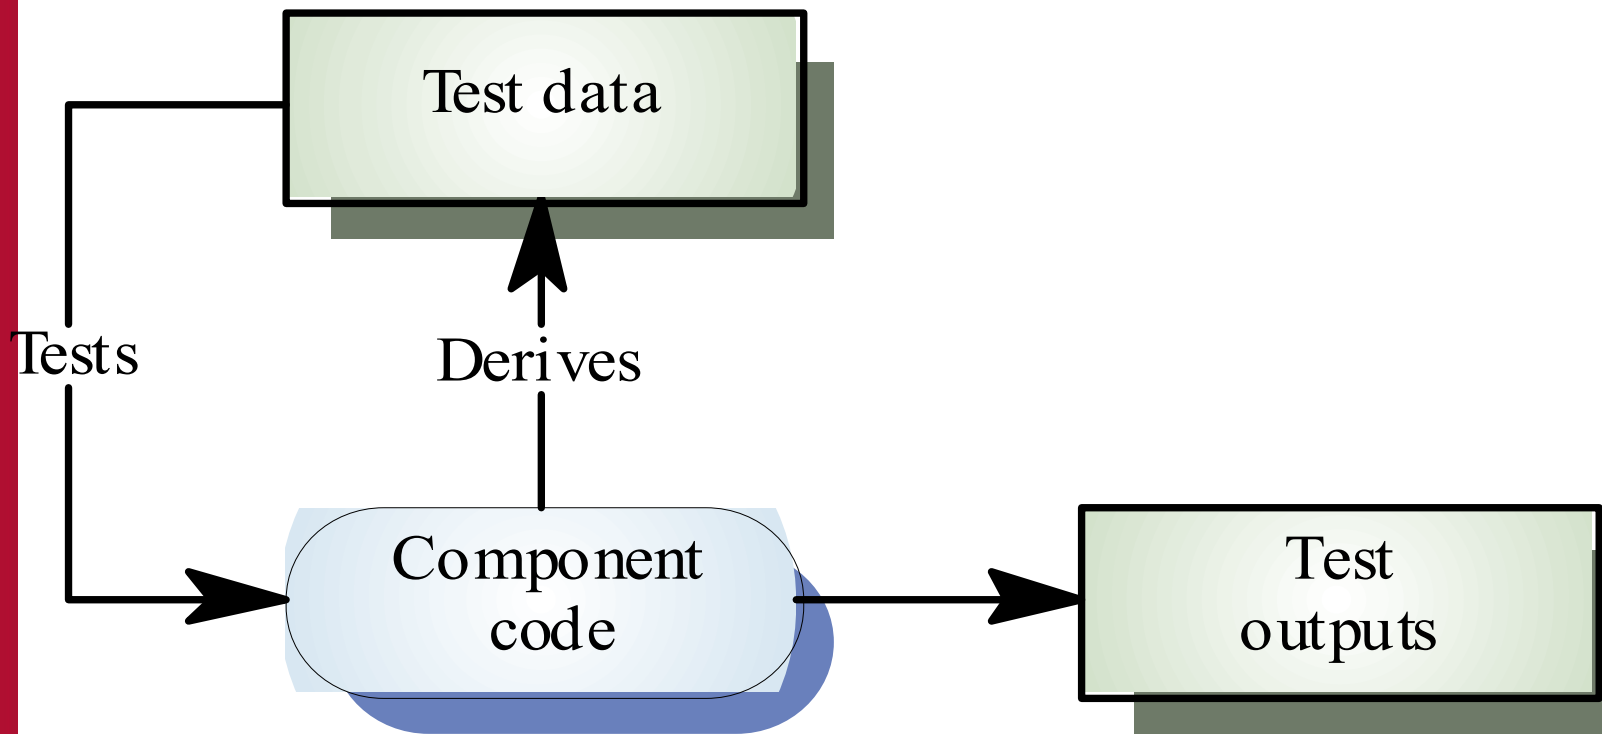 Test data
Tests
Derives
Component
code
Test
outputs